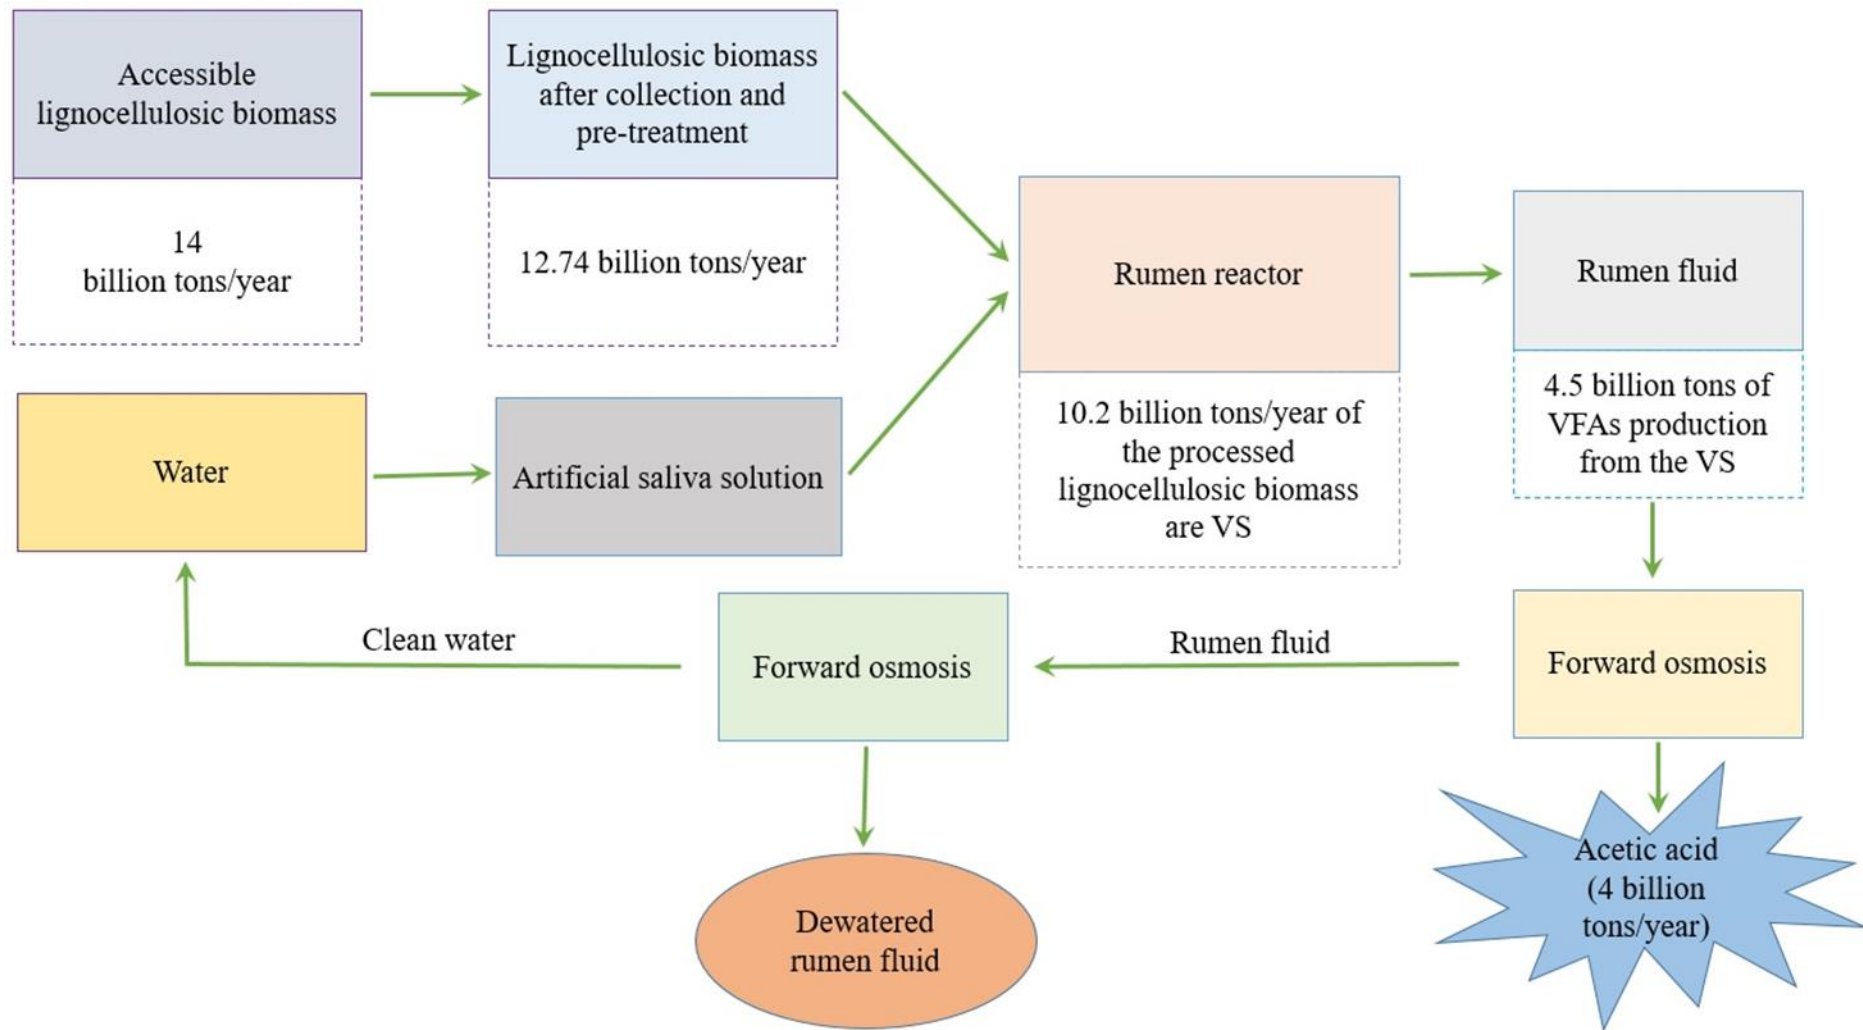 Accessible
lignocellulosic biomass
14
billion tons/year
Lignocellulosic biomass
after collection and
pre-treatment
12.74 billion tons/year
Rumen reactor
10.2 billion tons/year of
the processed
lignocellulosic biomass
are VS
Rumen fluid
4.5 billion tons of
VFAs production
from the VS
Water
Artificial saliva solution
Clean water
Forward osmosis
Rumen fluid
Forward osmosis
Dewatered
rumen fluid
Acetic acid
(4 billion
tons/year)